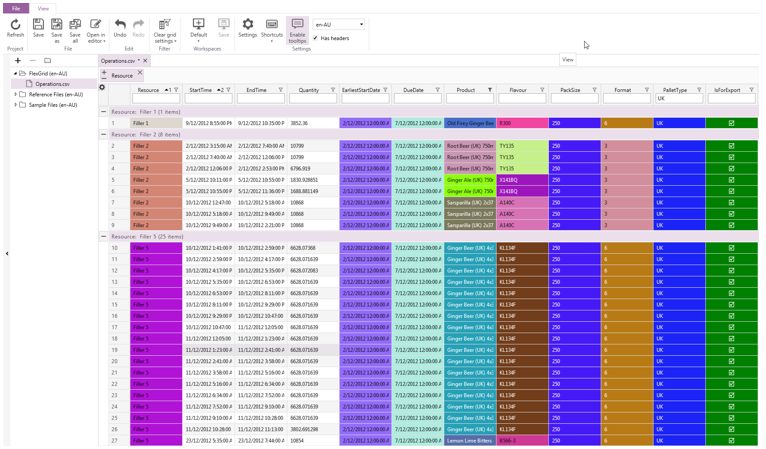 File View
Refresh Save Save as Save all Open in editor Undo Redo Clear grid settings Default Save Settings Shortcuts Enable tooltips en-AU Has headers
Project File Edit Filter Workspaces Settings
View
FlexGrid (en-AU)
Operations.csv
Reference Files (en-AU)
Sample Files (en-AU)
Operations.csv *
Resource
Resource 1 StartTime 2 EndTime Quantity EarliestStartDate DueDate Product Flavour PackSize Format PalletType IsForExport
UK
Resource: Filler 1 (1 items)
1 Filler 1 9/12/2012 8:55:00 PM 9/12/2012 10:35:00 PM 3852.36 2/12/2012 12:00:00 A 7/12/2012 12:00:00 A Old Firey Ginger Bee R300 250 6 UK
Resource: Filler 2 (8 items)
2 Filler 2 2/12/2012 3:15:00 AM 2/12/2012 7:40:00 AM 10799 2/12/2012 12:00:00 A 7/12/2012 12:00:00 A Root Beer (UK) 750m TY135 250 3 UK
3 Filler 2 2/12/2012 7:40:00 AM 2/12/2012 12:06:00 P 10799 2/12/2012 12:00:00 A 7/12/2012 12:00:00 A Root Beer (UK) 750m TY135 250 3 UK
4 Filler 2 2/12/2012 12:06:00 P 2/12/2012 2:53:00 PM 6796.919 2/12/2012 12:00:00 A 7/12/2012 12:00:00 A Root Beer (UK) 750m TY135 250 3 UK
5 Filler 2 5/12/2012 10:11:00 P 5/12/2012 10:55:00 P 1830.928851 2/12/2012 12:00:00 A 7/12/2012 12:00:00 A Ginger Ale (UK) 750m X141BQ 250 3 UK
6 Filler 2 5/12/2012 10:55:00 P 5/12/2012 11:36:00 P 1688.881149 2/12/2012 12:00:00 A 7/12/2012 12:00:00 A Ginger Ale (UK) 750m X141BQ 250 3 UK
7 Filler 2 10/12/2012 12:47:00 10/12/2012 5:18:00 A 10868 2/12/2012 12:00:00 A 7/12/2012 12:00:00 A Sarsparilla (UK) 2x37 A140C 250 3 UK
8 Filler 2 10/12/2012 5:18:00 A 10/12/2012 9:49:00 A 10868 2/12/2012 12:00:00 A 7/12/2012 12:00:00 A Sarsparilla (UK) 2x37 A140C 250 3 UK
9 Filler 2 10/12/2012 9:49:00 A 10/12/2012 2:21:00 P 10868 2/12/2012 12:00:00 A 7/12/2012 12:00:00 A Sarsparilla (UK) 2x37 A140C 250 3 UK
Resource: Filler 5 (25 items)
10 Filler 5 10/12/2012 1:41:00 P 10/12/2012 2:59:00 P 6628.07368 2/12/2012 12:00:00 A 7/12/2012 12:00:00 A Ginger Beer (UK) 4x3 KL134F 250 6 UK
11 Filler 5 10/12/2012 2:59:00 P 10/12/2012 4:17:00 P 6628.071639 2/12/2012 12:00:00 A 7/12/2012 12:00:00 A Ginger Beer (UK) 4x3 KL134F 250 6 UK
12 Filler 5 10/12/2012 4:17:00 P 10/12/2012 5:35:00 P 6628.072083 2/12/2012 12:00:00 A 7/12/2012 12:00:00 A Ginger Beer (UK) 4x3 KL134F 250 6 UK
13 Filler 5 10/12/2012 5:35:00 P 10/12/2012 6:53:00 P 6628.071639 2/12/2012 12:00:00 A 7/12/2012 12:00:00 A Ginger Beer (UK) 4x3 KL134F 250 6 UK
14 Filler 5 10/12/2012 6:53:00 P 10/12/2012 8:11:00 P 6628.071639 2/12/2012 12:00:00 A 7/12/2012 12:00:00 A Ginger Beer (UK) 4x3 KL134F 250 6 UK
15 Filler 5 10/12/2012 8:11:00 P 10/12/2012 9:29:00 P 6628.071639 2/12/2012 12:00:00 A 7/12/2012 12:00:00 A Ginger Beer (UK) 4x3 KL134F 250 6 UK
16 Filler 5 10/12/2012 9:29:00 P 10/12/2012 10:47:00 6628.071639 2/12/2012 12:00:00 A 7/12/2012 12:00:00 A Ginger Beer (UK) 4x3 KL134F 250 6 UK
17 Filler 5 10/12/2012 10:47:00 11/12/2012 12:05:00 6628.071639 2/12/2012 12:00:00 A 7/12/2012 12:00:00 A Ginger Beer (UK) 4x3 KL134F 250 6 UK
18 Filler 5 11/12/2012 12:05:00 11/12/2012 1:23:00 A 6628.071639 2/12/2012 12:00:00 A 7/12/2012 12:00:00 A Ginger Beer (UK) 4x3 KL134F 250 6 UK
19 Filler 5 11/12/2012 1:23:00 A 11/12/2012 2:41:00 A 6628.071639 2/12/2012 12:00:00 A 7/12/2012 12:00:00 A Ginger Beer (UK) 4x3 KL134F 250 6 UK
20 Filler 5 11/12/2012 2:41:00 A 11/12/2012 3:58:00 A 6628.071639 2/12/2012 12:00:00 A 7/12/2012 12:00:00 A Ginger Beer (UK) 4x3 KL134F 250 6 UK
21 Filler 5 11/12/2012 3:58:00 A 11/12/2012 5:16:00 A 6628.071639 2/12/2012 12:00:00 A 7/12/2012 12:00:00 A Ginger Beer (UK) 4x3 KL134F 250 6 UK
22 Filler 5 11/12/2012 5:16:00 A 11/12/2012 6:34:00 A 6628.071639 2/12/2012 12:00:00 A 7/12/2012 12:00:00 A Ginger Beer (UK) 4x3 KL134F 250 6 UK
23 Filler 5 11/12/2012 6:34:00 A 11/12/2012 7:52:00 A 6628.071639 2/12/2012 12:00:00 A 7/12/2012 12:00:00 A Ginger Beer (UK) 4x3 KL134F 250 6 UK
24 Filler 5 11/12/2012 7:52:00 A 11/12/2012 9:10:00 A 6628.071639 2/12/2012 12:00:00 A 7/12/2012 12:00:00 A Ginger Beer (UK) 4x3 KL134F 250 6 UK
25 Filler 5 11/12/2012 9:10:00 A 11/12/2012 10:28:00 6628.071639 2/12/2012 12:00:00 A 7/12/2012 12:00:00 A Ginger Beer (UK) 4x3 KL134F 250 6 UK
26 Filler 5 11/12/2012 10:28:00 11/12/2012 11:13:00 3802.691298 2/12/2012 12:00:00 A 7/12/2012 12:00:00 A Ginger Beer (UK) 4x3 KL134F 250 6 UK
27 Filler 5 23/12/2012 5:35:00 A 23/12/2012 7:44:00 A 10854 2/12/2012 12:00:00 A 7/12/2012 12:00:00 A Lemon Lime Bitters B566-3 250 6 UK